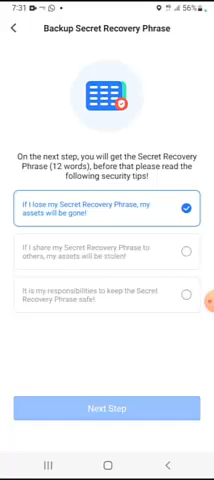 7:31
56%
Backup Secret Recovery Phrase
On the next step, you will get the Secret Recovery
Phrase (12 words), before that please read the
following security tips!
If I lose my Secret Recovery Phrase, my
assets will be gone!
If I share my Secret Recovery Phrase to
others, my assets will be stolen!
It is my responsibilities to keep the Secret
Recovery Phrase safe!
Next Step